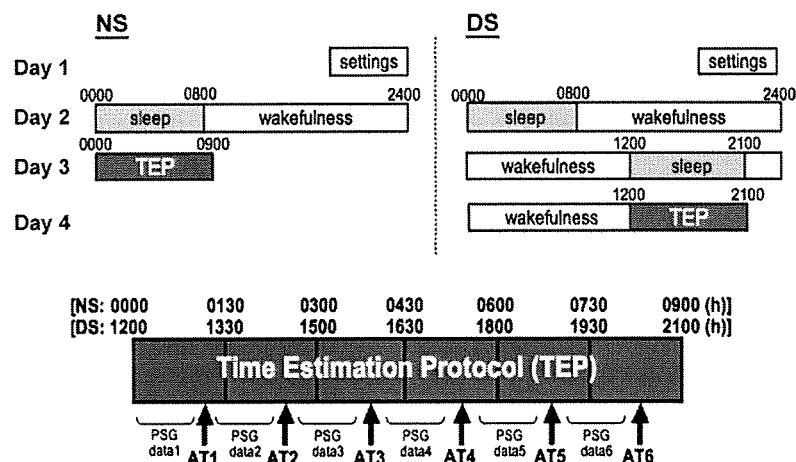 NS
DS
Day 1
settings
settings
0000 0800 2400
0000 0800 2400
Day 2
sleep wakefulness
sleep wakefulness
0000 0900
1200 2100
Day 3
TEP
wakefulness sleep
1200 2100
Day 4
wakefulness TEP
[NS: 0000 0130 0300 0430 0600 0730 0900 (h)]
[DS: 1200 1330 1500 1630 1800 1930 2100 (h)]
Time Estimation Protocol (TEP)
PSG data1 AT1 PSG data2 AT2 PSG data3 AT3 PSG data4 AT4 PSG data5 AT5 PSG data6 AT6